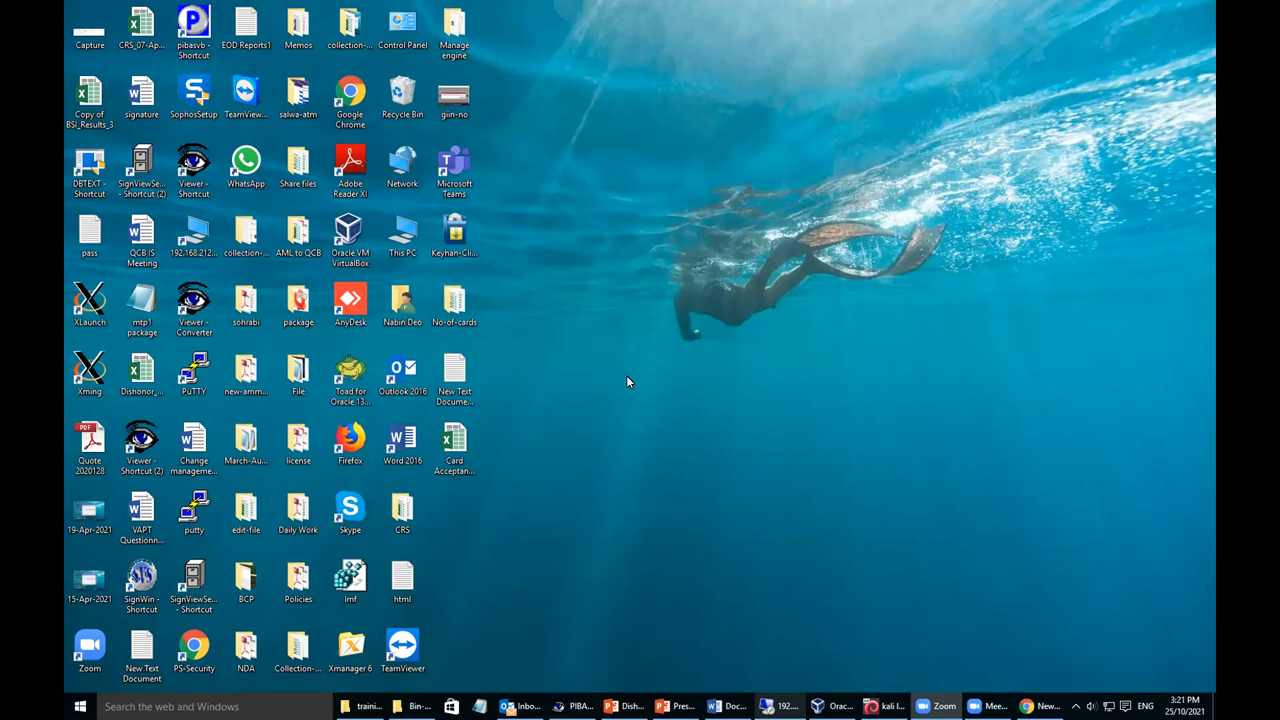 Capture
CRS_07-Ap...
pibasvb -
Shortcut
EOD Reports1
Memos
collection-...
Control Panel
Manage
engine
Copy of
BSI_Results_3
signature
SophosSetup
TeamView...
salwa-atm
Google
Chrome
Recycle Bin
giin-no
DBTEXT -
Shortcut
SignViewSe...
- Shortcut (2)
Viewer -
Shortcut
WhatsApp
Share files
Adobe
Reader XI
Network
Microsoft
Teams
pass
QCB IS
Meeting
192.168.212...
collection-...
AML to QCB
Oracle VM
VirtualBox
This PC
Keyhan-Cli...
XLaunch
mtp1
package
Viewer -
Converter
sohrabi
package
AnyDesk
Nabin Deo
No-of-cards
Xming
Dishonor_...
PuTTY
new-amm...
File
Toad for
Oracle 13...
Outlook 2016
New Text
Docume...
PDF
Quote
2020128
Viewer -
Shortcut (2)
Change
manageme...
March-Au...
license
Firefox
Word 2016
Card
Acceptan...
19-Apr-2021
VAPT
Questionn...
putty
edit-file
Daily Work
Skype
CRS
15-Apr-2021
SignWin -
Shortcut
SignViewSe...
- Shortcut
BCP
Policies
lmf
html
Zoom
New Text
Document
PS-Security
NDA
Collection-...
Xmanager 6
TeamViewer
Search the web and Windows
traini...
Bin-...
Inbo...
PIBA...
Dish...
Pres...
Doc...
192....
Orac...
kali l...
Zoom
Mee...
New...
ENG
3:21 PM
25/10/2021